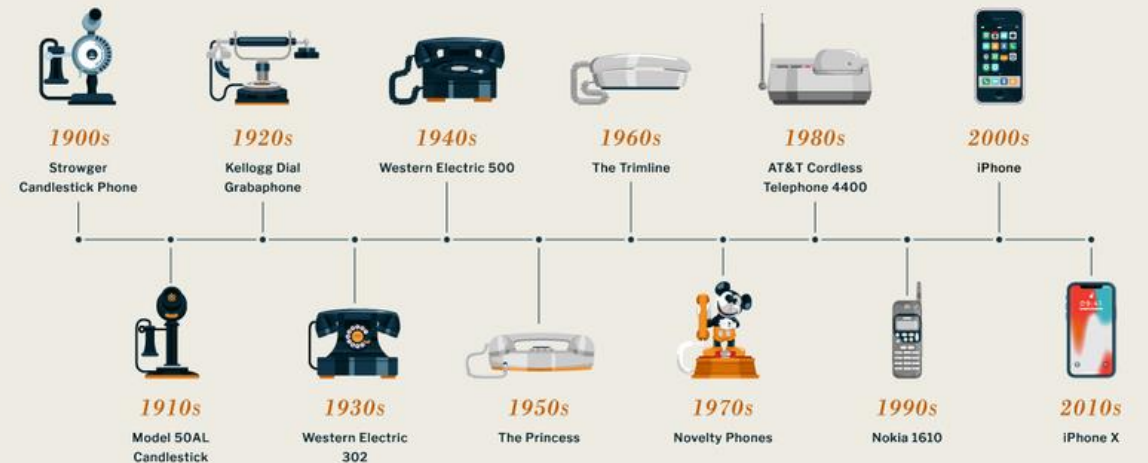 1900s
Strowger
Candlestick Phone
1920s
Kellogg Dial
Grabaphone
1940s
Western Electric 500
1960s
The Trimline
1980s
AT&T Cordless
Telephone 4400
2000s
iPhone
1910s
Model 50AL
Candlestick
1930s
Western Electric
302
1950s
The Princess
1970s
Novelty Phones
1990s
Nokia 1610
2010s
iPhone X
09:41